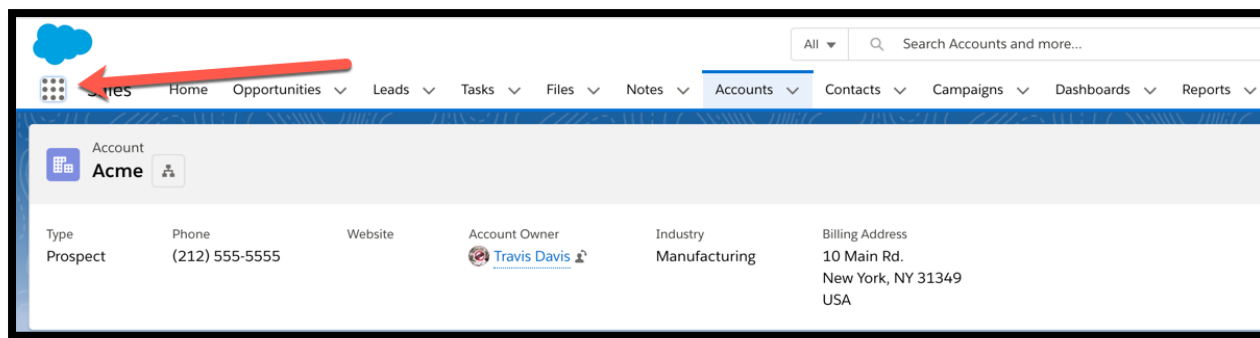 All Search Accounts and more...
Sales Home Opportunities Leads Tasks Files Notes Accounts Contacts Campaigns Dashboards Reports
Account
Acme
Type Phone Website Account Owner Industry Billing Address
Prospect (212) 555-5555 Travis Davis Manufacturing 10 Main Rd.
New York, NY 31349
USA